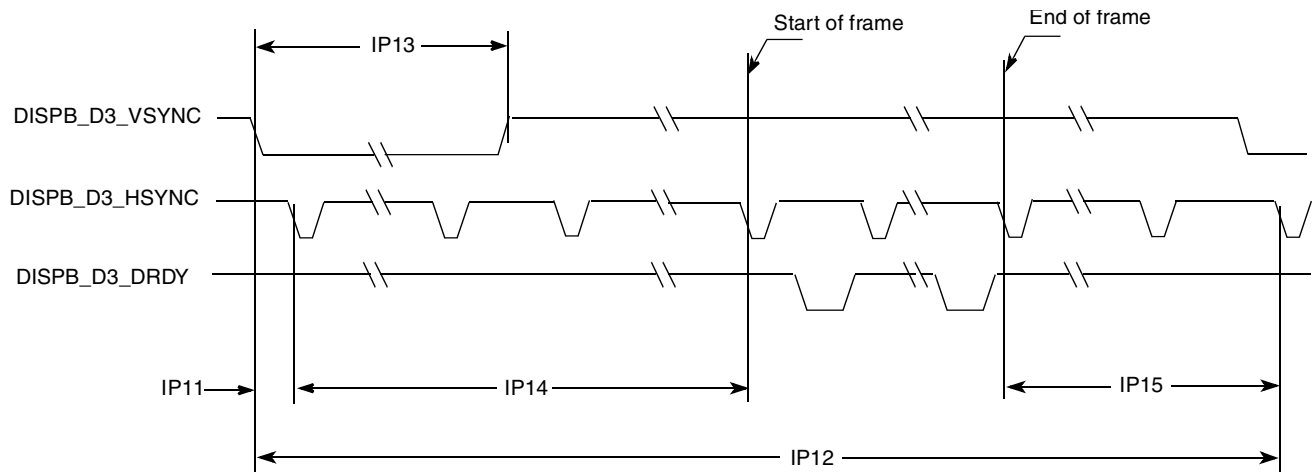 Start of frame
End of frame
IP13
DISPB_D3_VSYNC
DISPB_D3_HSYNC
DISPB_D3_DRDY
IP11
IP14
IP15
IP12